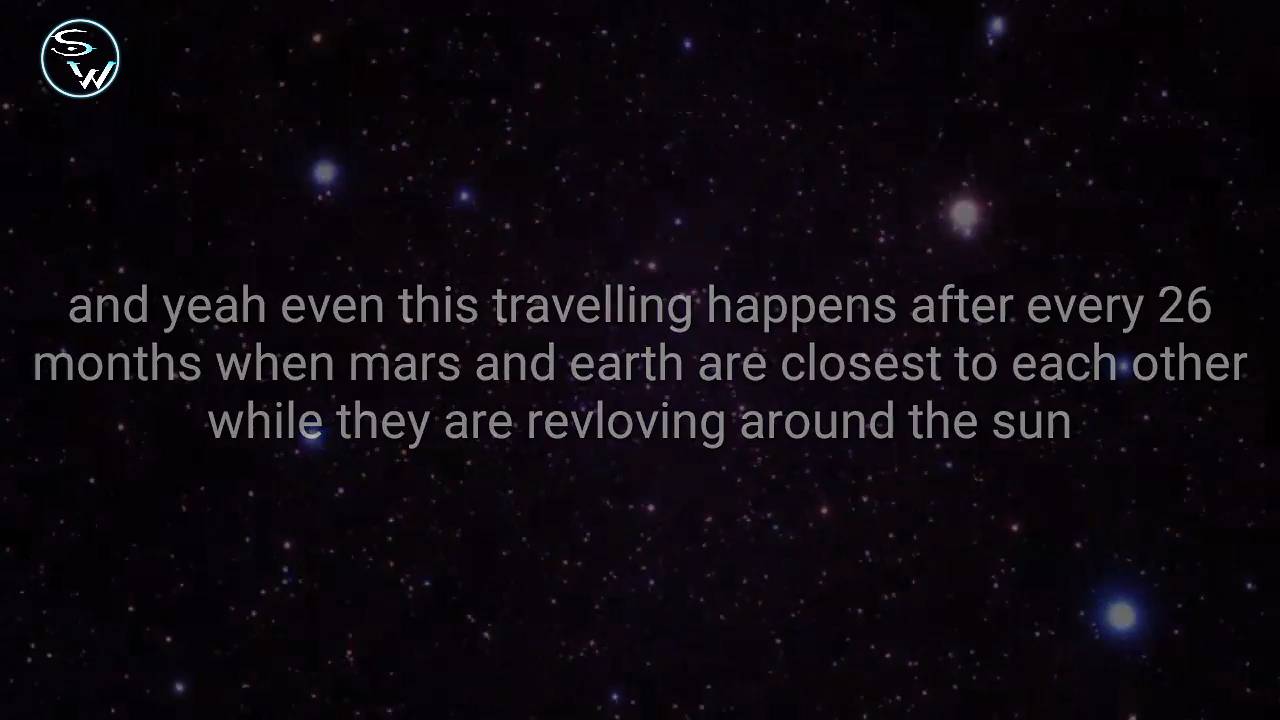 SW
and yeah even this travelling happens after every 26
months when mars and earth are closest to each other
while they are revloving around the sun